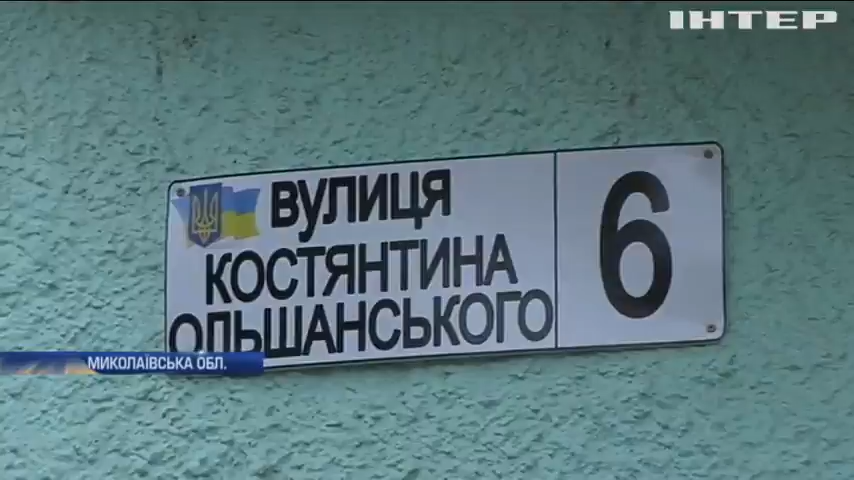 ІНТЕР
ВУЛИЦЯ
КОСТЯНТИНА
ОЛЬШАНСЬКОГО
6
МИКОЛАЇВСЬКА ОБЛ.